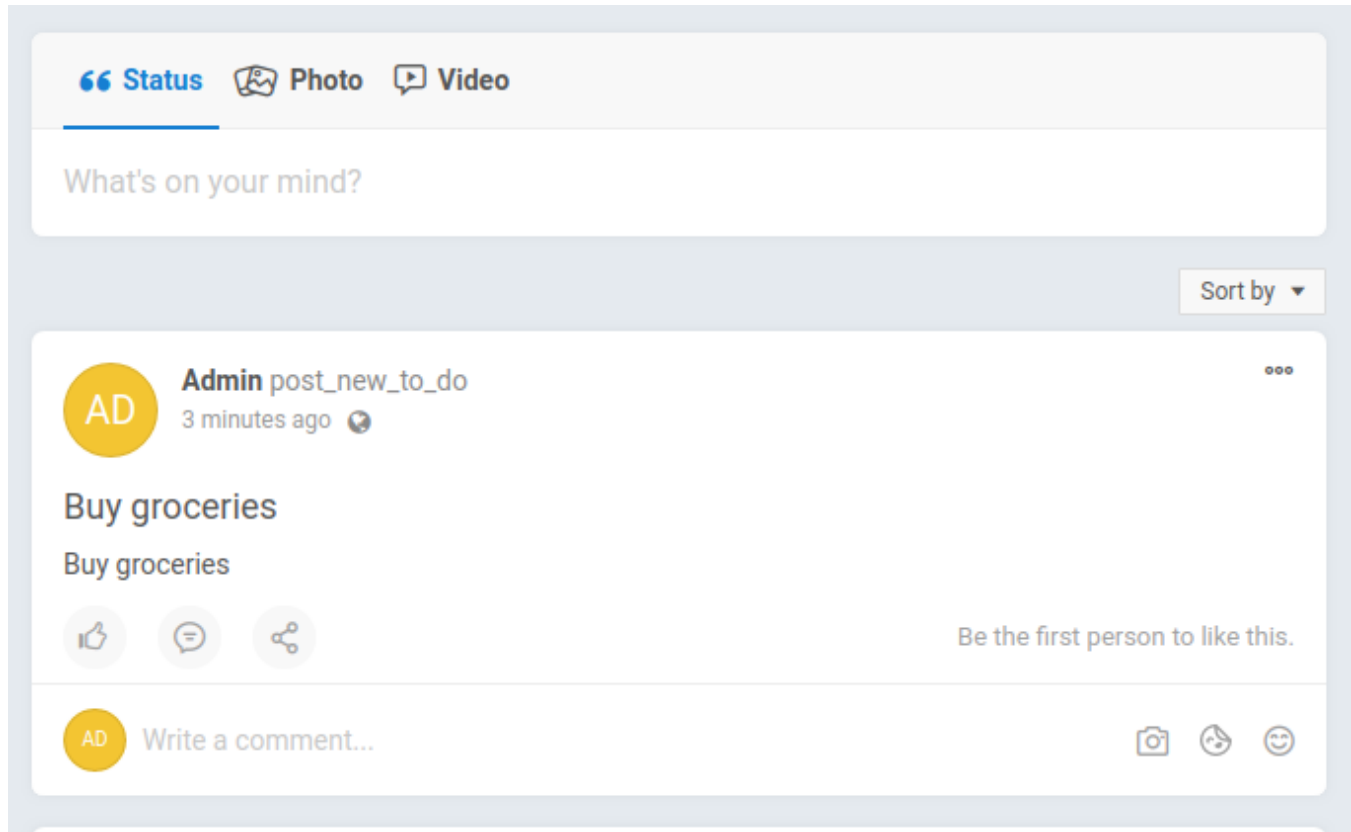 Status Photo Video
What's on your mind?
Sort by
Admin post_new_to_do
AD
3 minutes ago
Buy groceries
Buy groceries
Be the first person to like this.
AD Write a comment...